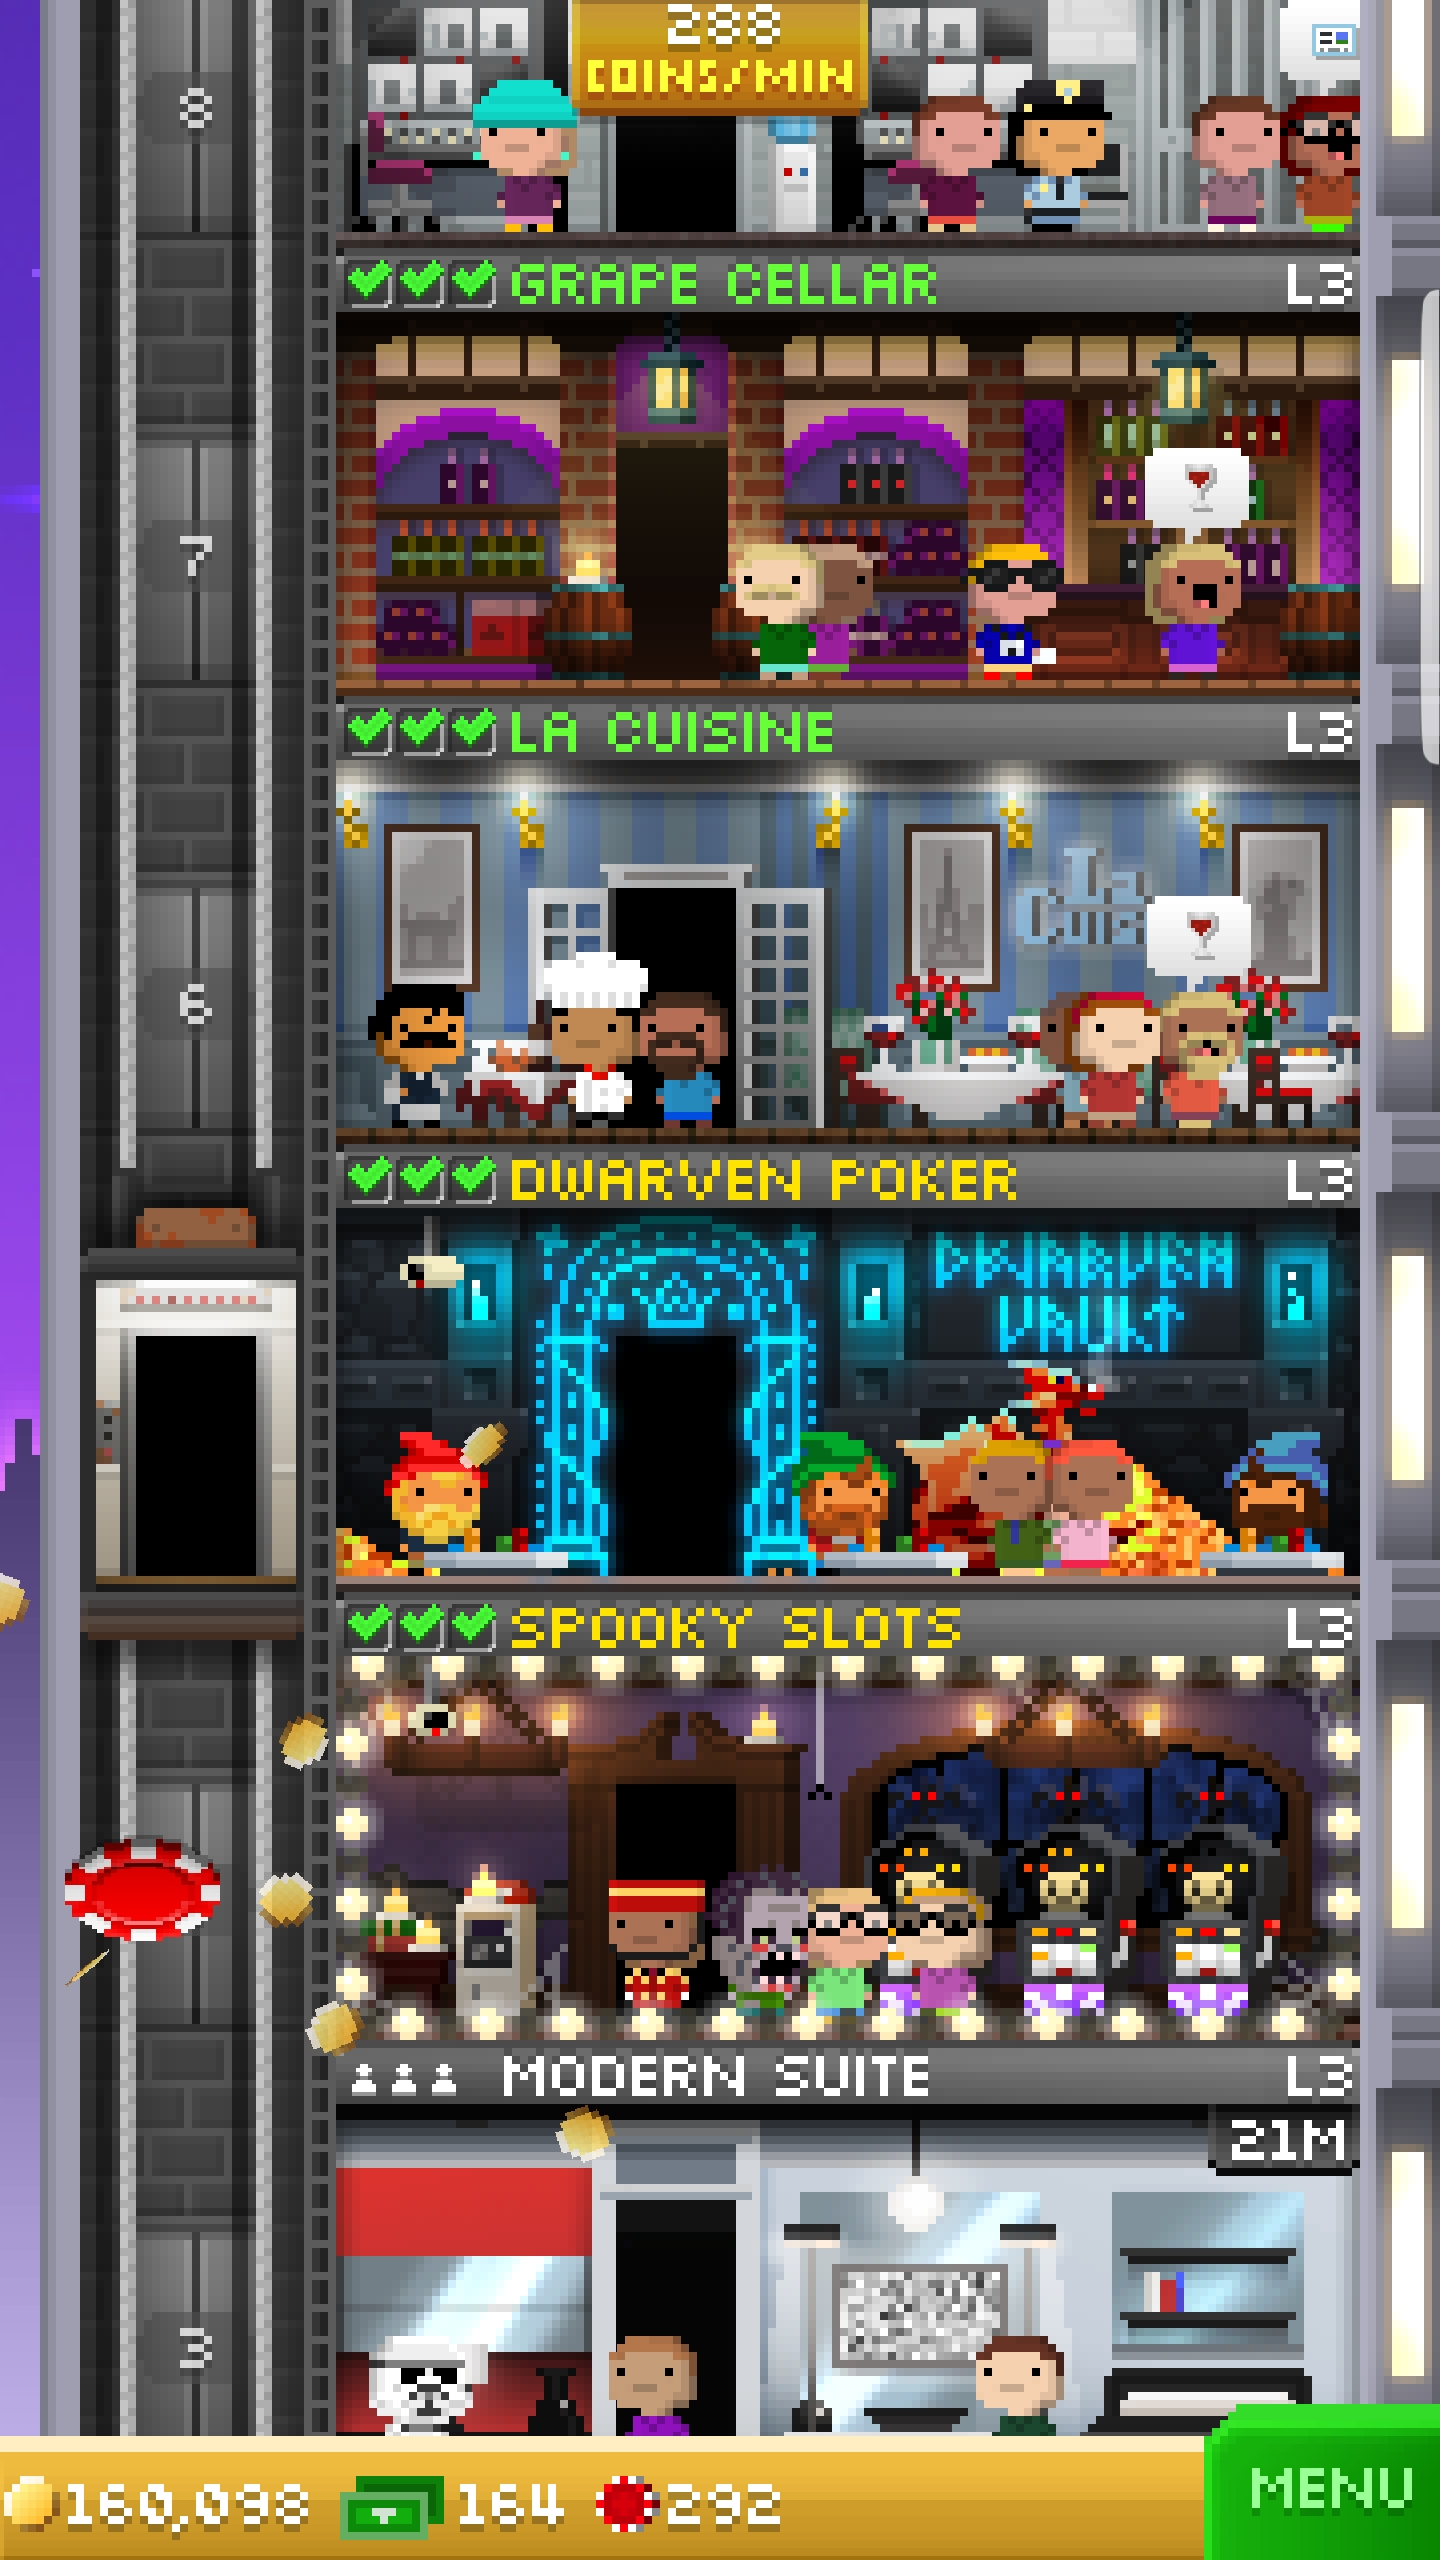 288
COINS/MIN
8
GRAPE CELLAR L3
7
LA CUISINE L3
La
6
DWARVEN POKER L3
DWARVEN
VAULT
SPOOKY SLOTS L3
MODERN SUITE L3
21M
3
160,098 164 292
MENU